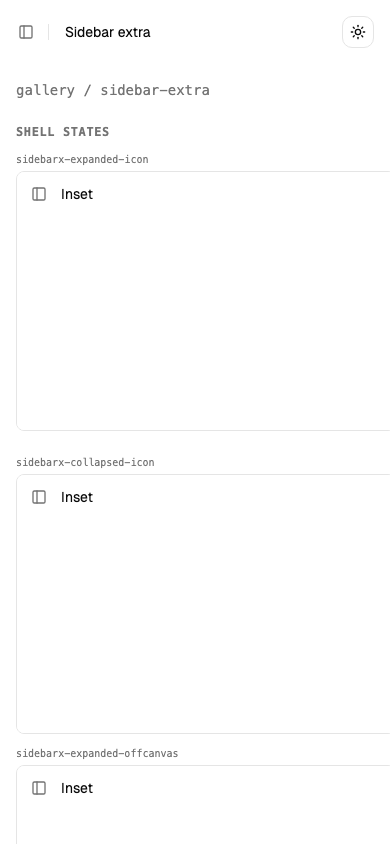 Sidebar extra
gallery / sidebar-extra
SHELL STATES
sidebarx-expanded-icon
Inset
sidebarx-collapsed-icon
Inset
sidebarx-expanded-offcanvas
Inset